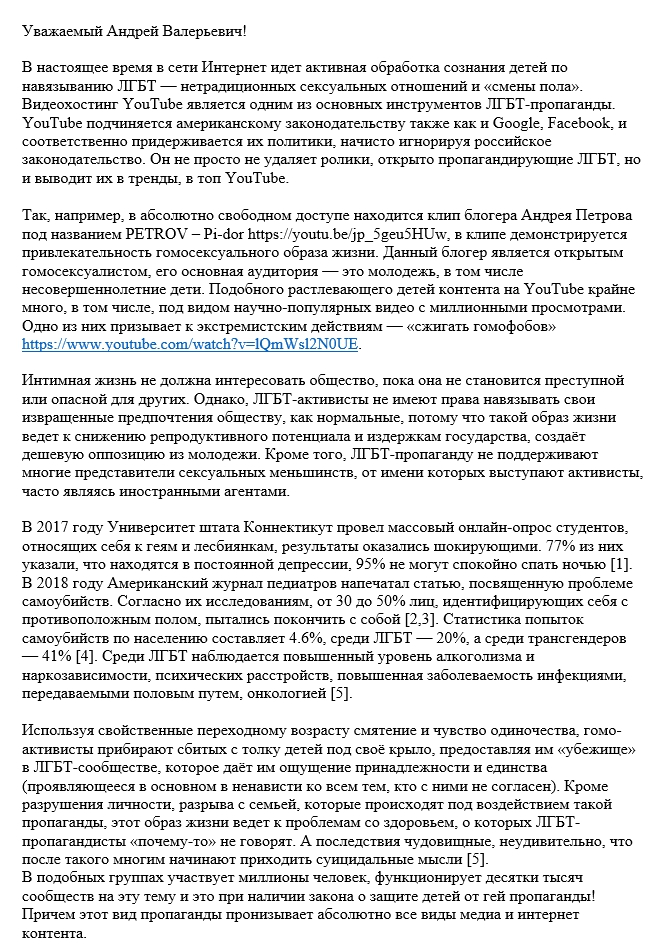 Уважаемый Андрей Валерьевич!
В настоящее время в сети Интернет идет активная обработка сознания детей по
навязыванию ЛГБТ — нетрадиционных сексуальных отношений и «смены пола».
Видеохостинг YouTube является одним из основных инструментов ЛГБТ-пропаганды.
YouTube подчиняется американскому законодательству также как и Google, Facebook, и
соответственно придерживается их политики, начисто игнорируя российское
законодательство. Он не просто не удаляет ролики, открыто пропагандирующие ЛГБТ, но
и выводит их в тренды, в топ YouTube.
Так, например, в абсолютно свободном доступе находится клип блогера Андрея Петрова
под названием PETROV – Pi-dor https://youtu.be/jp_5geu5HUw, в клипе демонстрируется
привлекательность гомосексуального образа жизни. Данный блогер является открытым
гомосексуалистом, его основная аудитория — это молодежь, в том числе
несовершеннолетние дети. Подобного растлевающего детей контента на YouTube крайне
много, в том числе, под видом научно-популярных видео с миллионными просмотрами.
Одно из них призывает к экстремистским действиям — «сжигать гомофобов»
https://www.youtube.com/watch?v=lQmWsl2N0UE.
Интимная жизнь не должна интересовать общество, пока она не становится преступной
или опасной для других. Однако, ЛГБТ-активисты не имеют права навязывать свои
извращенные предпочтения обществу, как нормальные, потому что такой образ жизни
ведет к снижению репродуктивного потенциала и издержкам государства, создаёт
дешевую оппозицию из молодежи. Кроме того, ЛГБТ-пропаганду не поддерживают
многие представители сексуальных меньшинств, от имени которых выступают активисты,
часто являясь иностранными агентами.
В 2017 году Университет штата Коннектикут провел массовый онлайн-опрос студентов,
относящих себя к геям и лесбиянкам, результаты оказались шокирующими. 77% из них
указали, что находятся в постоянной депрессии, 95% не могут спокойно спать ночью [1].
В 2018 году Американский журнал педиатров напечатал статью, посвященную проблеме
самоубийств. Согласно их исследованиям, от 30 до 50% лиц, идентифицирующих себя с
противоположным полом, пытались покончить с собой [2,3]. Статистика попыток
самоубийств по населению составляет 4.6%, среди ЛГБТ — 20%, а среди трансгендеров
— 41% [4]. Среди ЛГБТ наблюдается повышенный уровень алкоголизма и
наркозависимости, психических расстройств, повышенная заболеваемость инфекциями,
передаваемыми половым путем, онкологией [5].
Используя свойственные переходному возрасту смятение и чувство одиночества, гомо-
активисты прибирают сбитых с толку детей под своё крыло, предоставляя им «убежище»
в ЛГБТ-сообществе, которое даёт им ощущение принадлежности и единства
(проявляющееся в основном в ненависти ко всем тем, кто с ними не согласен). Кроме
разрушения личности, разрыва с семьей, которые происходят под воздействием такой
пропаганды, этот образ жизни ведет к проблемам со здоровьем, о которых ЛГБТ-
пропагандисты «почему-то» не говорят. А последствия чудовищные, неудивительно, что
после такого многим начинают приходить суицидальные мысли [5].
В подобных группах участвует миллионы человек, функционирует десятки тысяч
сообществ на эту тему и это при наличии закона о защите детей от гей пропаганды!
Причем этот вид пропаганды пронизывает абсолютно все виды медиа и интернет
контента.